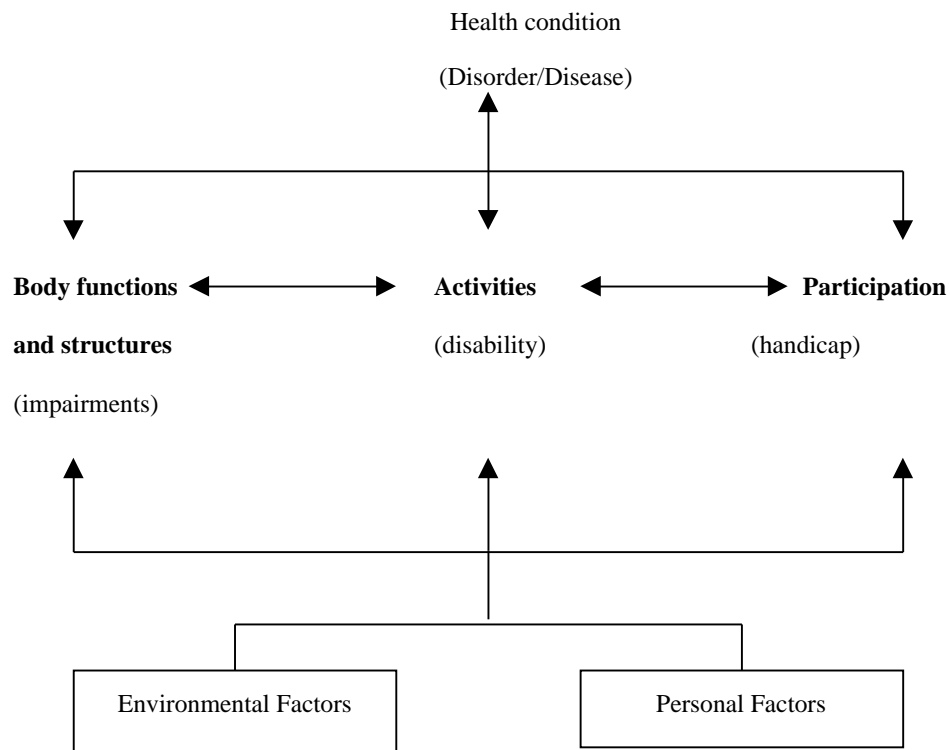 Health condition
(Disorder/Disease)
Body functions
and structures
(impairments)
Activities
(disability)
Participation
(handicap)
Environmental Factors
Personal Factors